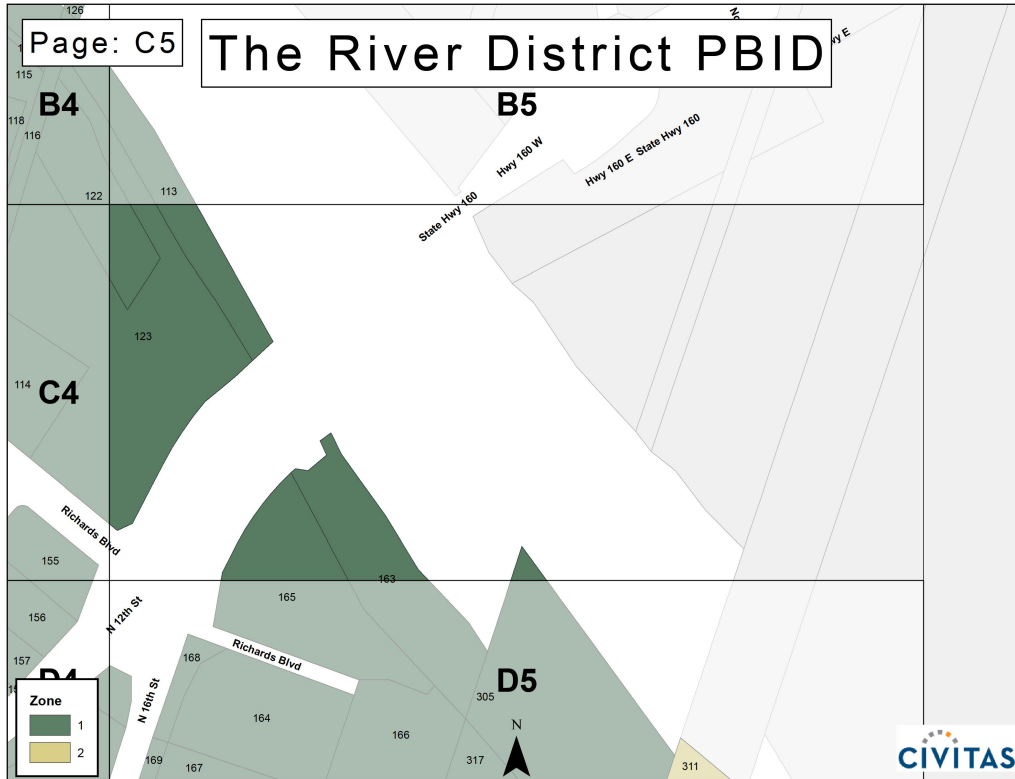 126
Page: C5
The River District PBID
115
B4
B5
118
116
Hwy 160 W
Hwy 160 E
State Hwy 160
122
113
State Hwy 160
123
114
C4
Richards Blvd
155
163
165
156
N 12th St
Richards Blvd
157
168
D4
D5
305
N 16th St
164
166
N
Zone
1
2
169
167
317
311
CIVITAS